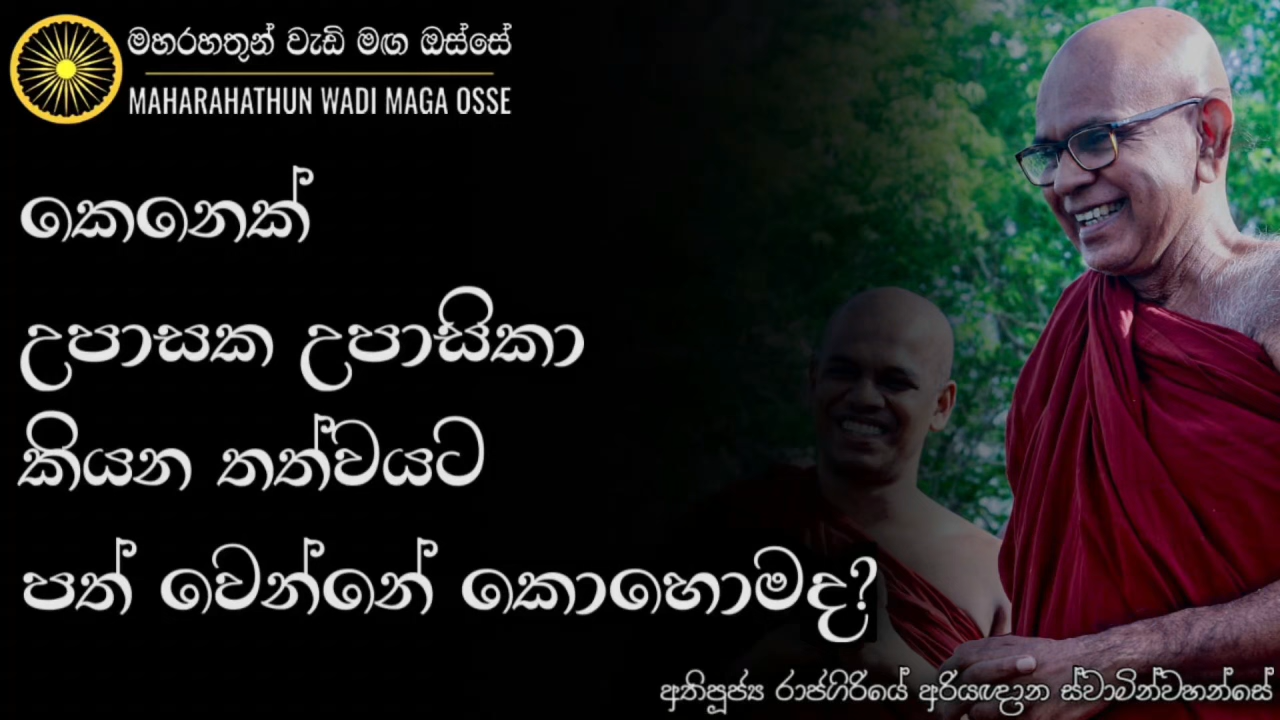 මහරහතුන් වැඩි මඟ ඔස්සේ
MAHARAHATHUN WADI MAGA OSSE
කෙනෙක්
උපාසක උපාසිකා
කියන තත්වයට
පත් වෙන්නේ කොහොමද?
අතිපූජ්‍ය රාජගිරියේ අරියඥාන ස්වාමින්වහන්සේ